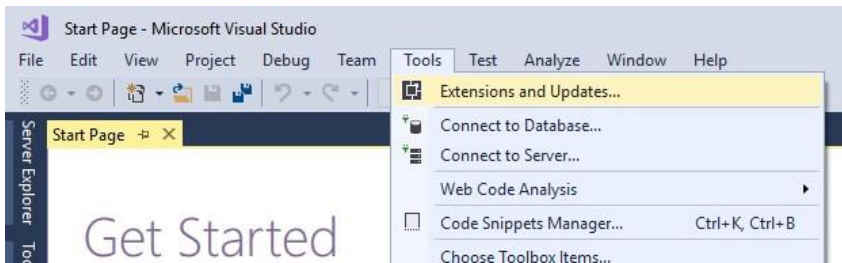 Start Page - Microsoft Visual Studio
File Edit View Project Debug Team Tools Test Analyze Window Help
Extensions and Updates...
Server Explorer
Start Page
Connect to Database...
Connect to Server...
Web Code Analysis
Get Started
Code Snippets Manager... Ctrl+K, Ctrl+B
Choose Toolbox Items...